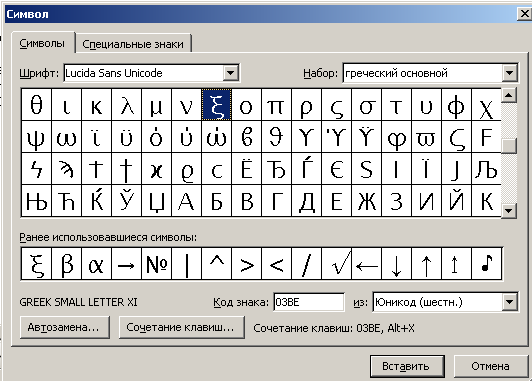 Символ
Символы Специальные знаки
Шрифт: Lucida Sans Unicode Набор: греческий основной
θ ι κ λ μ ν ξ ο π ρ ς σ τ υ φ χ
ψ ω ϊ ϋ ό ύ ώ ϐ ϑ ϒ ϓ ϔ ϕ ϖ Ϛ Ϝ
Ϟ Ϡ † ϯ ϰ ϱ ϲ Ё Ђ Ѓ Є Ѕ І Ї Ј Љ
Њ Ћ Ќ Ў Џ А Б В Г Д Е Ж З И Й К
Ранее использовавшиеся символы:
ξ β α → № | ^ > < / √ ← ↓ ↑ ↕ ♪
GREEK SMALL LETTER XI Код знака: 03BE из: Юникод (шестн.)
Автозамена... Сочетание клавиш... Сочетание клавиш: 03BE, Alt+X
Вставить Отмена